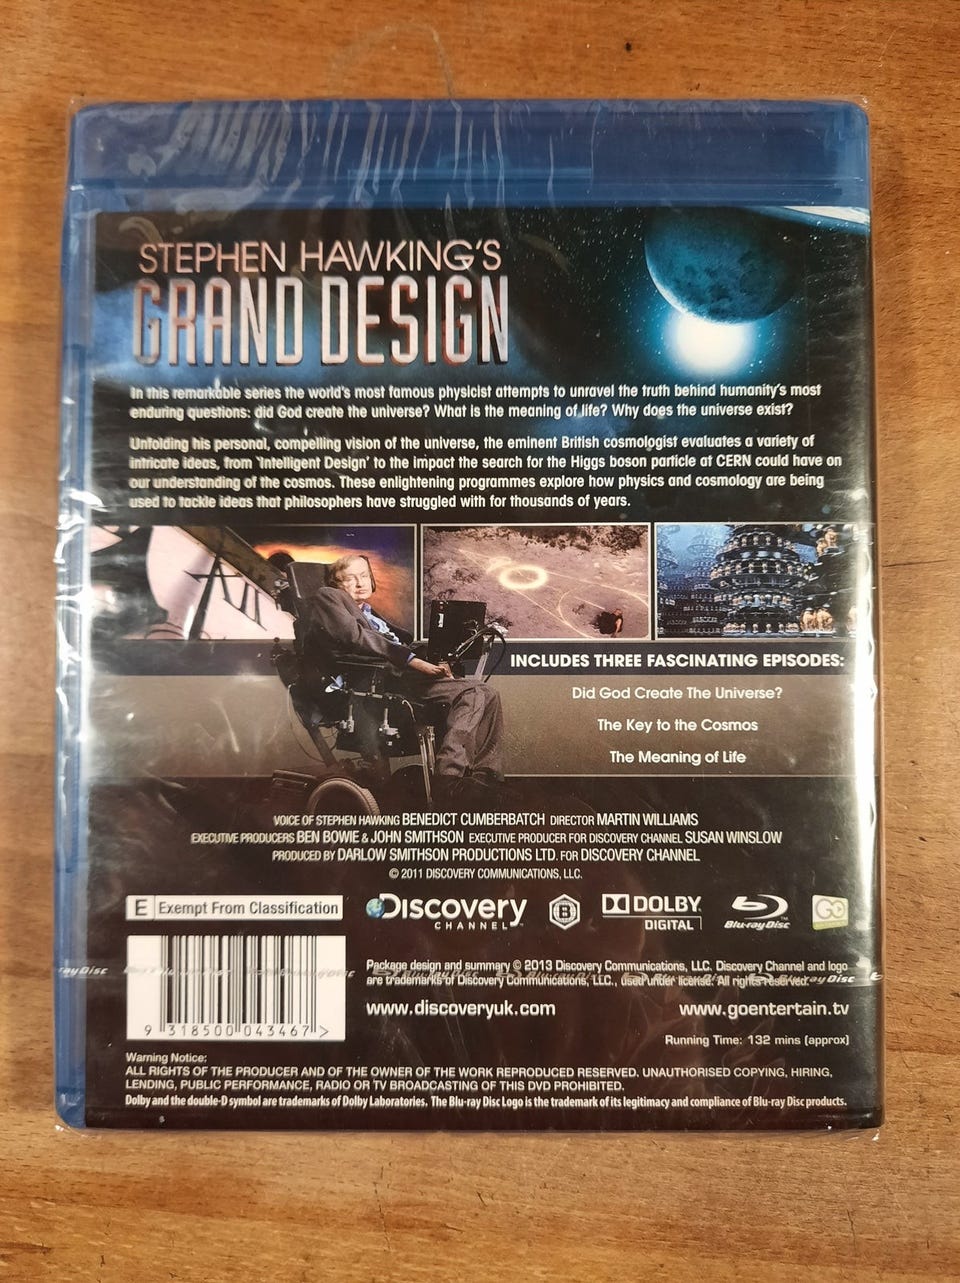 STEPHEN HAWKING'S
GRAND DESIGN
In this remarkable series the world's most famous physicist attempts to unravel the truth behind humanity's most
enduring questions: did God create the universe? What is the meaning of life? Why does the universe exist?
Unfolding his personal, compelling vision of the universe, the eminent British cosmologist evaluates a variety of
intricate ideas, from 'Intelligent Design' to the impact the search for the Higgs boson particle at CERN could have on
our understanding of the cosmos. These enlightening programmes explore how physics and cosmology are being
used to tackle ideas that philosophers have struggled with for thousands of years.
XII
INCLUDES THREE FASCINATING EPISODES:
Did God Create The Universe?
The Key to the Cosmos
The Meaning of Life
VOICE OF STEPHEN HAWKING BENEDICT CUMBERBATCH DIRECTOR MARTIN WILLIAMS
EXECUTIVE PRODUCERS BEN BOWIE & JOHN SMITHSON EXECUTIVE PRODUCER FOR DISCOVERY CHANNEL SUSAN WINSLOW
PRODUCED BY DARLOW SMITHSON PRODUCTIONS LTD. FOR DISCOVERY CHANNEL
© 2011 DISCOVERY COMMUNICATIONS, LLC.
E Exempt From Classification
Discovery
CHANNEL™
B
DOLBY
DIGITAL
Blu-ray Disc™
GO
Package design and summary © 2013 Discovery Communications, LLC. Discovery Channel and logo
are trademarks of Discovery Communications, LLC., used under license. All rights reserved.
ray Disc
ray Disc
www.discoveryuk.com
www.goentertain.tv
9 318500 043467 >
Running Time: 132 mins (approx)
Warning Notice:
ALL RIGHTS OF THE PRODUCER AND OF THE OWNER OF THE WORK REPRODUCED RESERVED. UNAUTHORISED COPYING, HIRING,
LENDING, PUBLIC PERFORMANCE, RADIO OR TV BROADCASTING OF THIS DVD PROHIBITED.
Dolby and the double-D symbol are trademarks of Dolby Laboratories. The Blu-ray Disc Logo is the trademark of its legitimacy and compliance of Blu-ray Disc products.